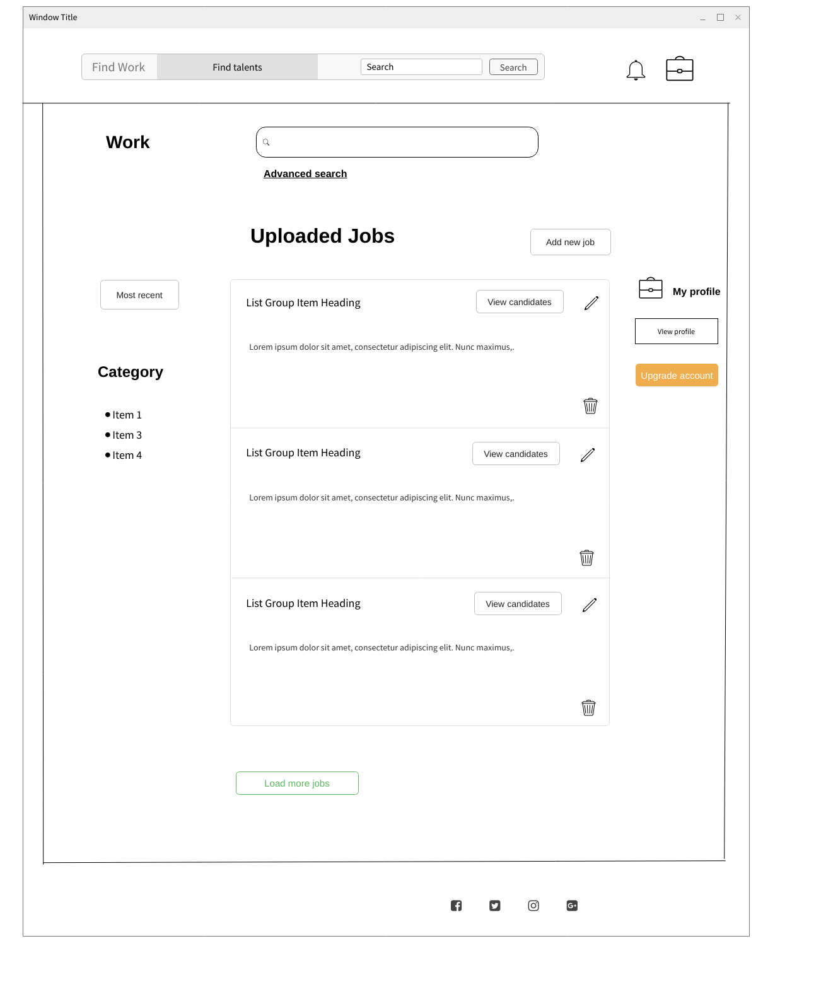 Window Title
Find Work
Find talents
Search
Search
Work
Advanced search
Uploaded Jobs
Add new job
Most recent
Category
Item 1
Item 3
Item 4
List Group Item Heading
View candidates
Lorem ipsum dolor sit amet, consectetur adipiscing elit. Nunc maximus,.
List Group Item Heading
View candidates
Lorem ipsum dolor sit amet, consectetur adipiscing elit. Nunc maximus,.
List Group Item Heading
View candidates
Lorem ipsum dolor sit amet, consectetur adipiscing elit. Nunc maximus,.
My profile
VIew profile
Upgrade account
Load more jobs